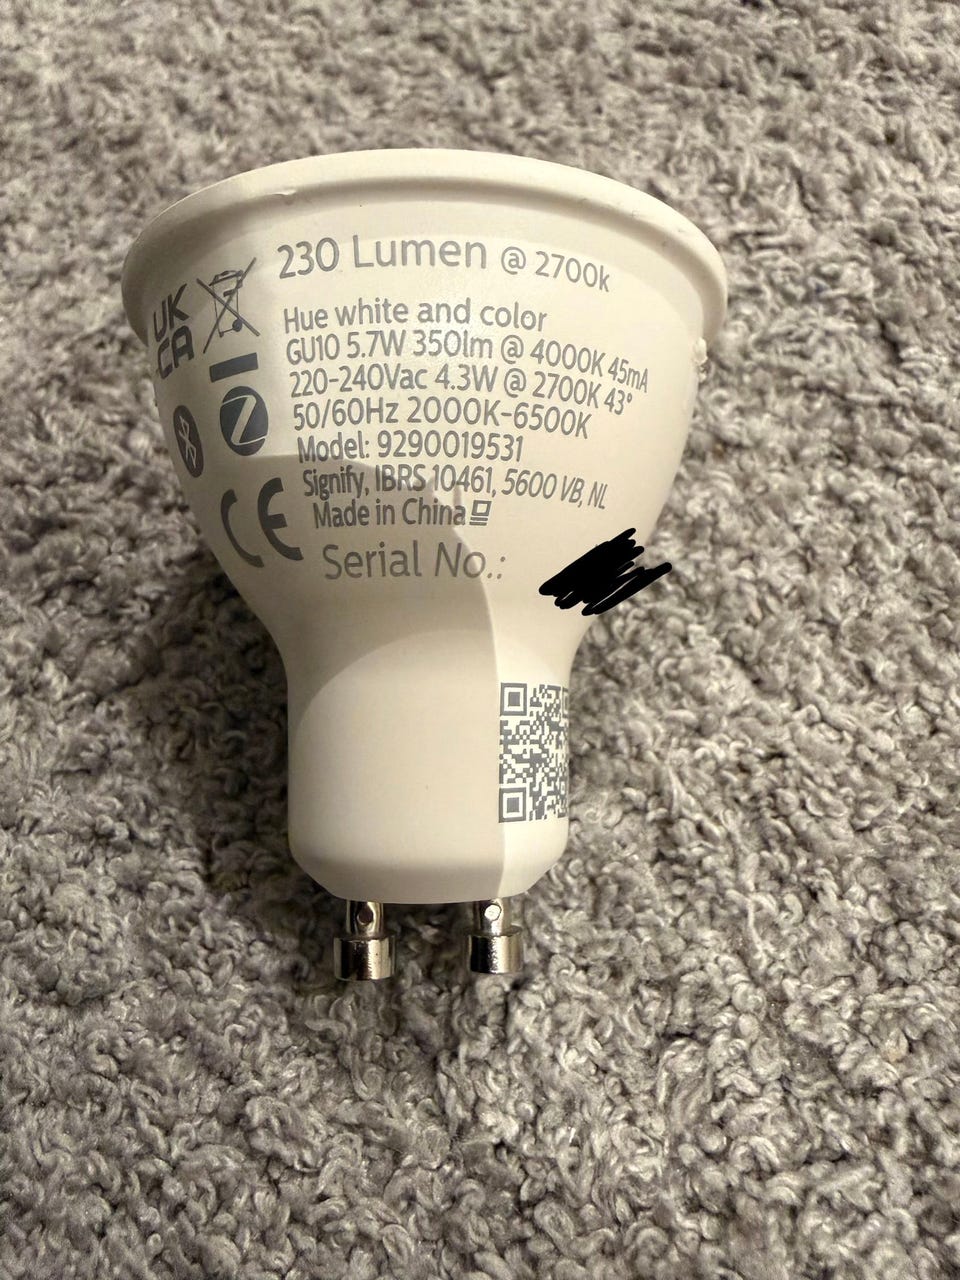 230 Lumen @ 2700k
Hue white and color
GU10 5.7W 350lm @ 4000K 45mA
220-240Vac 4.3W @ 2700K 43°
50/60Hz 2000K-6500K
Model: 9290019531
Signify, IBRS 10461, 5600 VB, NL
Made in China
Serial No.:
UK
CA
CE